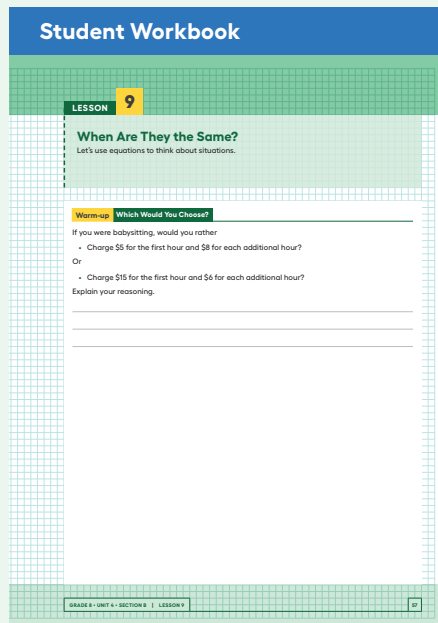 Student Workbook
LESSON 9
When Are They the Same?
Let's use equations to think about situations.
Warm-up Which Would You Choose?
If you were babysitting, would you rather
• Charge $5 for the first hour and $8 for each additional hour?
Or
• Charge $15 for the first hour and $6 for each additional hour?
Explain your reasoning.
GRADE 8 • UNIT 4 • SECTION B | LESSON 9
57